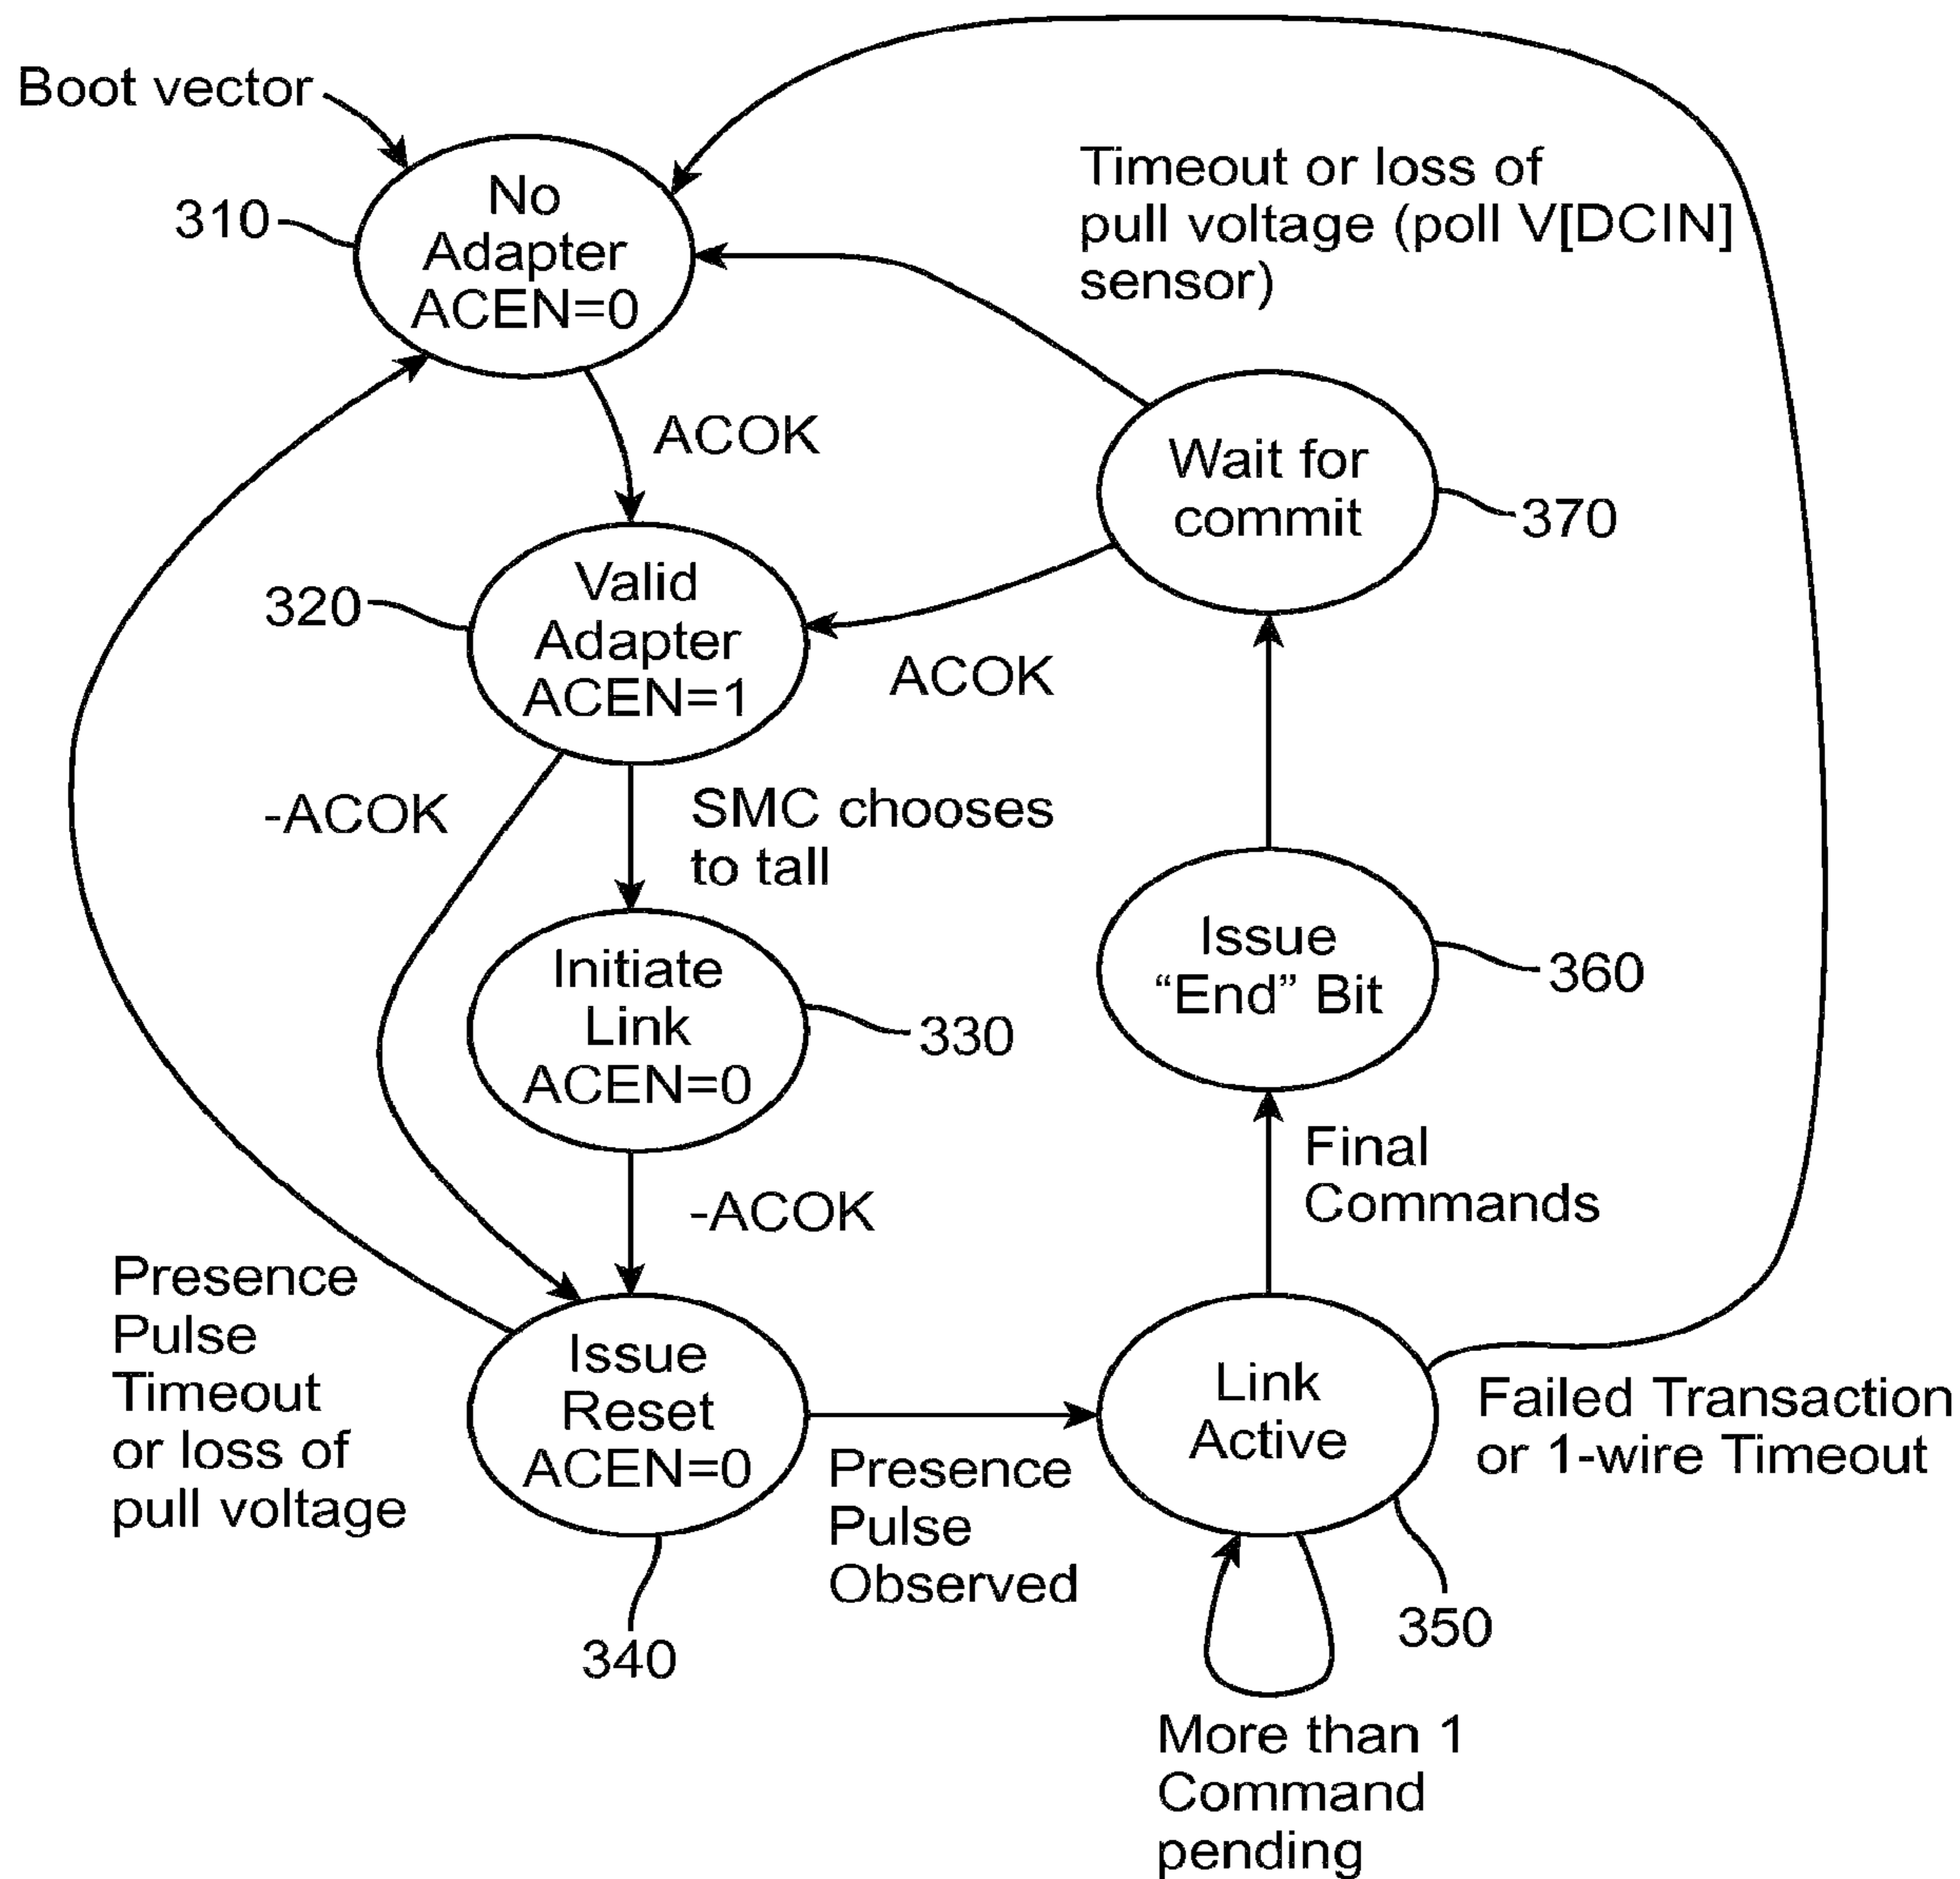 Boot vector
310
No
Adapter
ACEN=0
Timeout or loss of
pull voltage (poll V[DCIN]
sensor)
ACOK
Wait for
commit
370
320
Valid
Adapter
ACEN=1
ACOK
-ACOK
SMC chooses
to tall
Initiate
Link
ACEN=0
330
Issue
“End” Bit
360
Final
Commands
-ACOK
Presence
Pulse
Timeout
or loss of
pull voltage
Issue
Reset
ACEN=0
340
Presence
Pulse
Observed
Link
Active
Failed Transaction
or 1-wire Timeout
350
More than 1
Command
pending